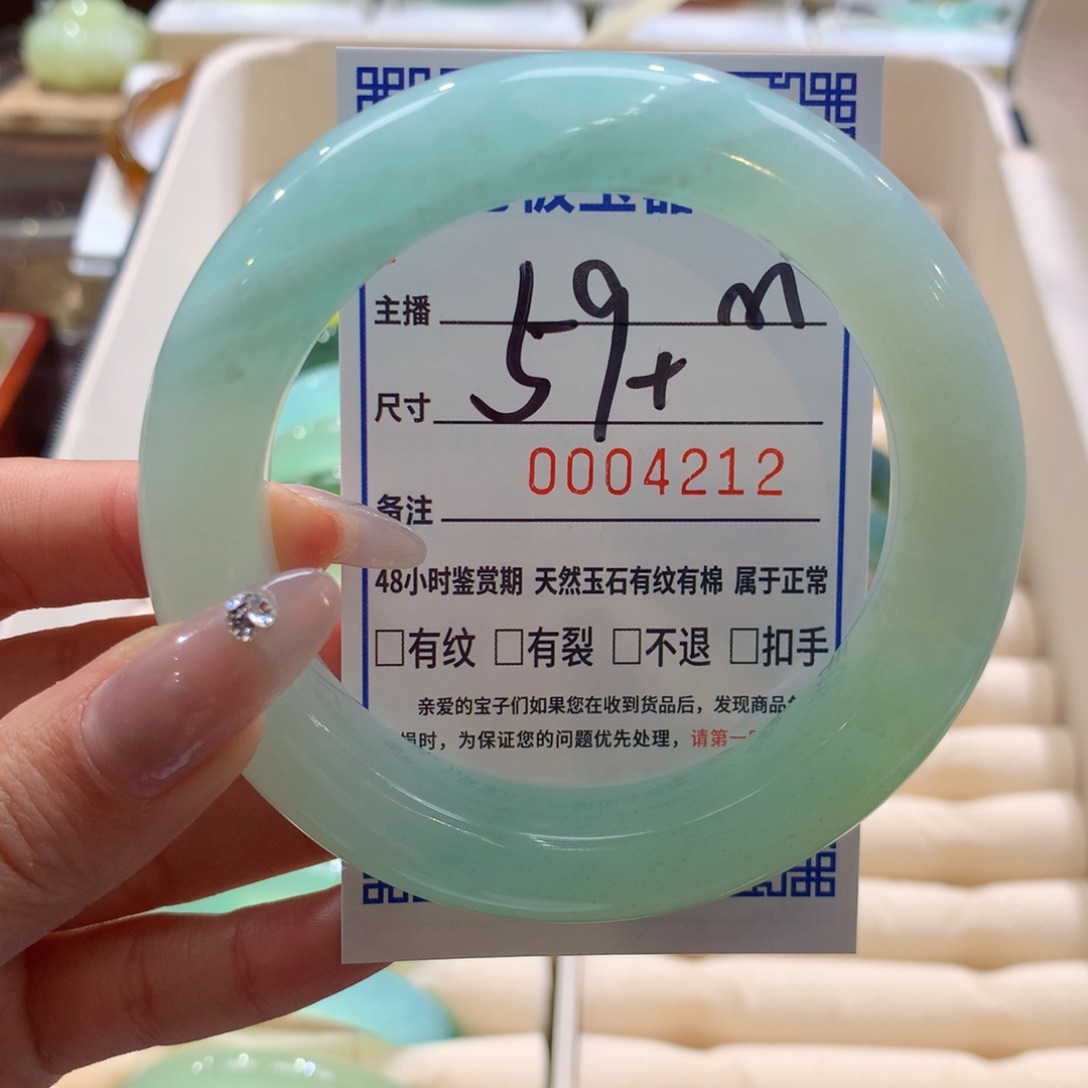 主播 m
尺寸 59+
0004212
备注
48小时鉴赏期 天然玉石有纹有棉 属于正常
□有纹 □有裂 □不退 □扣手
亲爱的宝子们如果您在收到货品后，发现商品
时，为保证您的问题优先处理，请第一